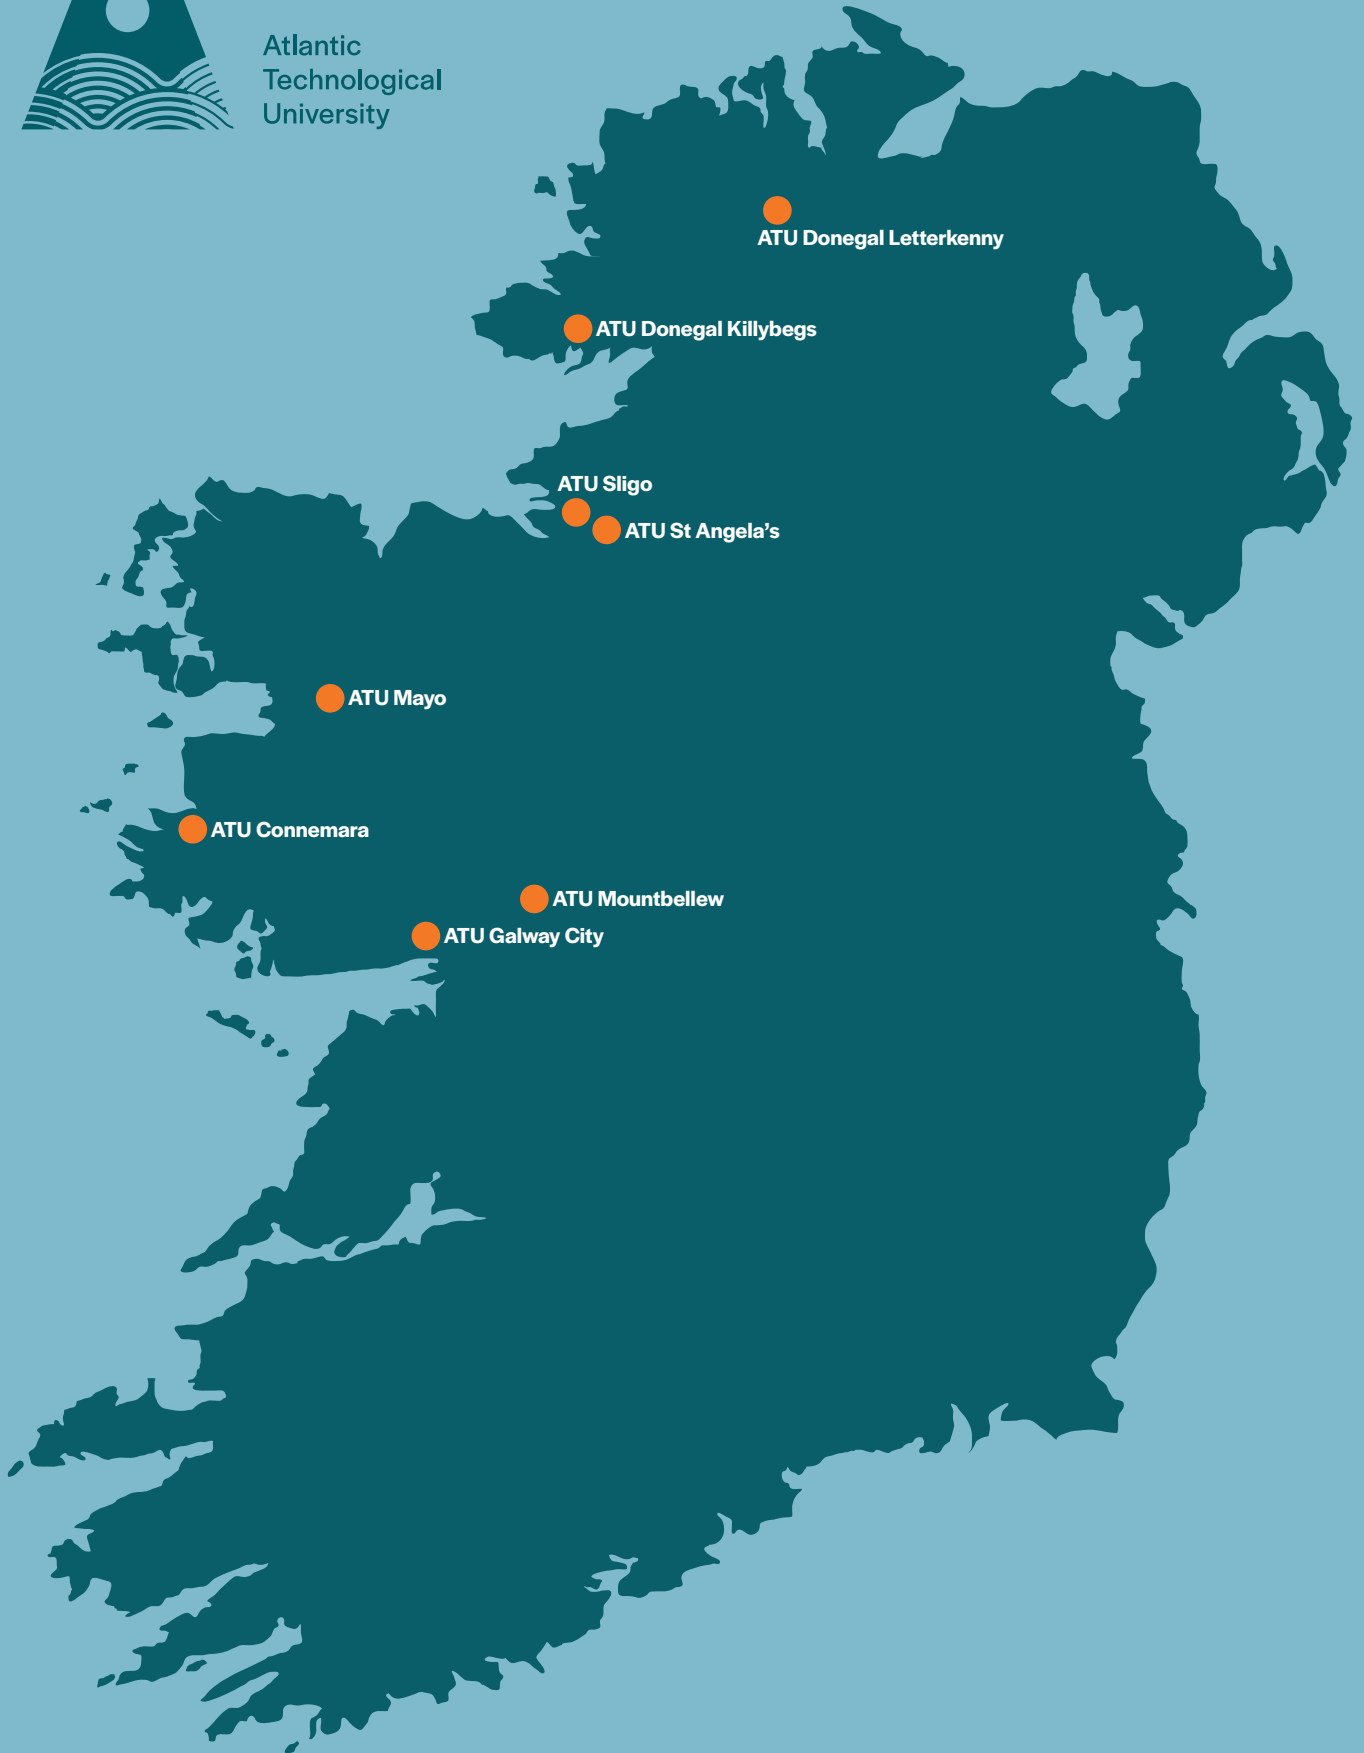 Atlantic
Technological
University
ATU Donegal Letterkenny
ATU Donegal Killybegs
ATU Sligo
ATU St Angela’s
ATU Mayo
ATU Connemara
ATU Mountbellew
ATU Galway City